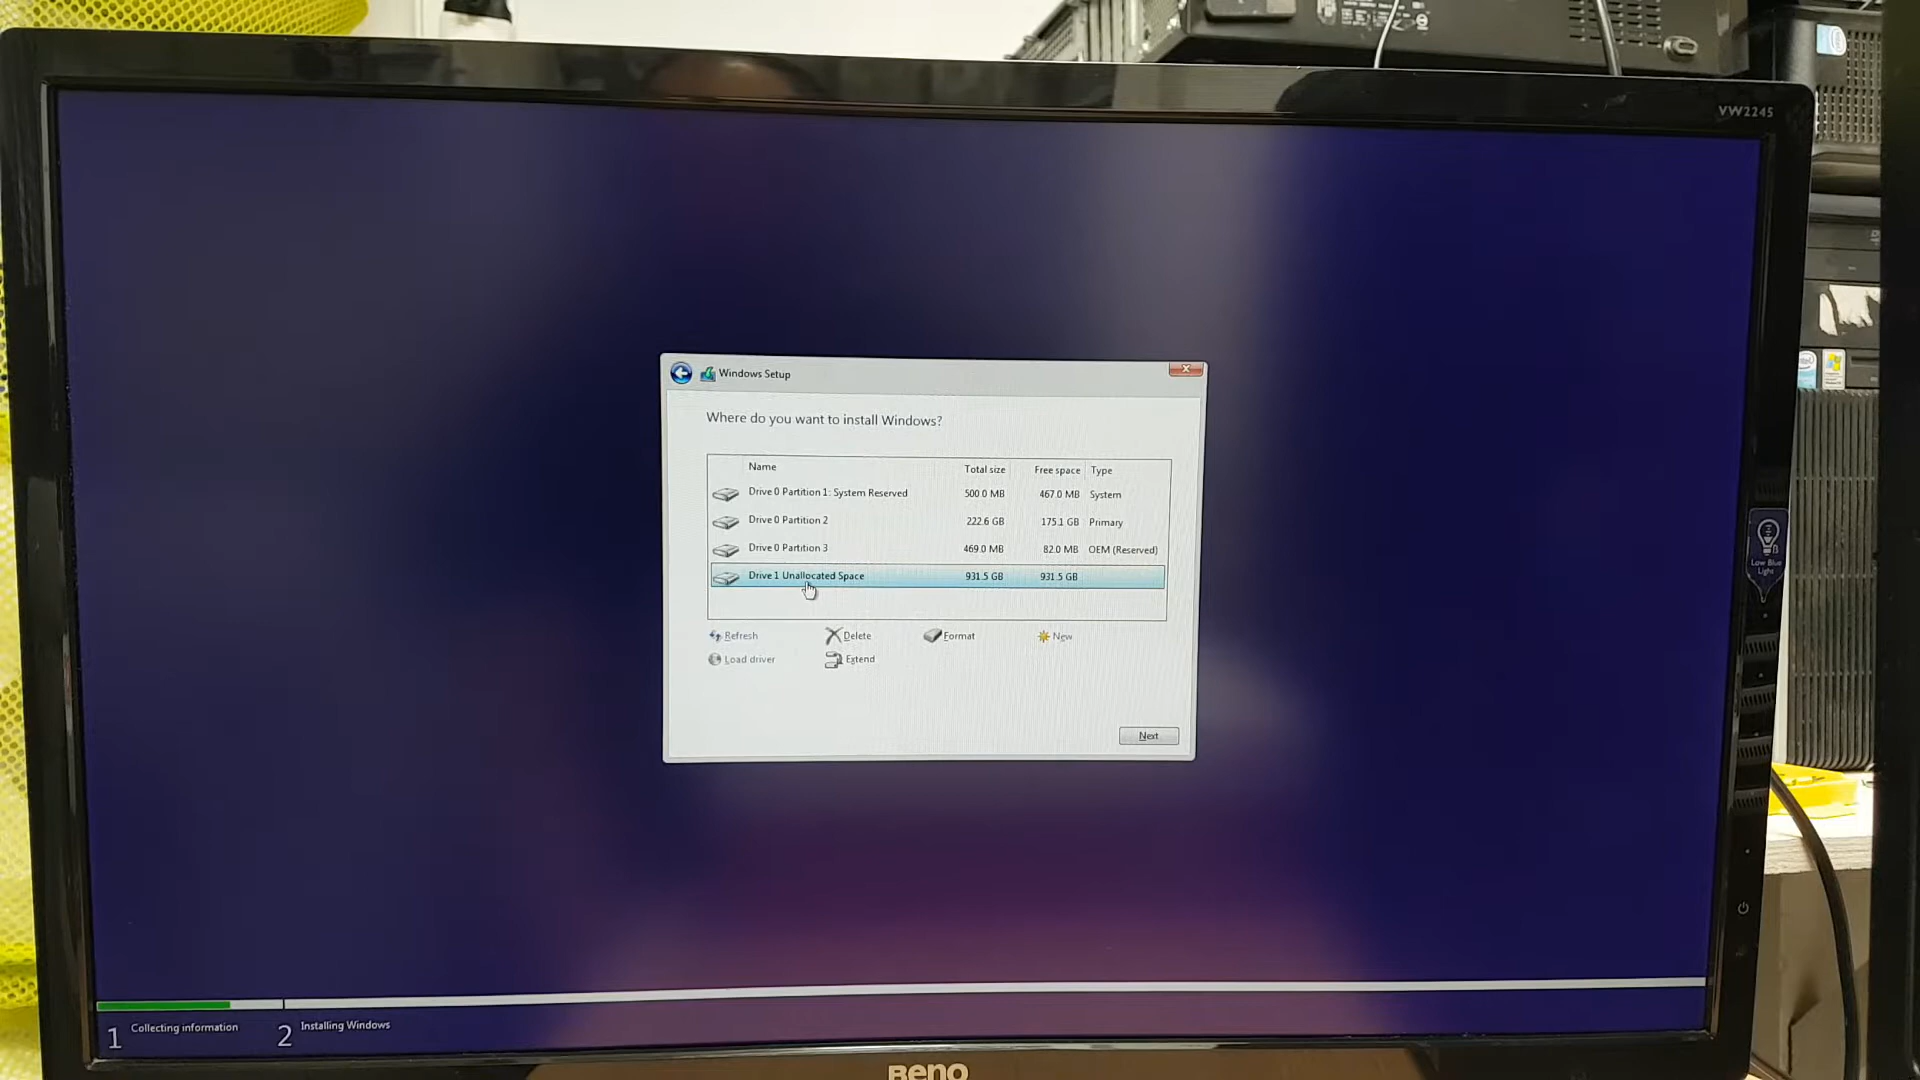 VW2245
Windows Setup
Where do you want to install Windows?
Name Total size Free space Type
Drive 0 Partition 1: System Reserved 500.0 MB 467.0 MB System
Drive 0 Partition 2 222.6 GB 175.1 GB Primary
Drive 0 Partition 3 469.0 MB 82.0 MB OEM (Reserved)
Drive 1 Unallocated Space 931.5 GB 931.5 GB
Refresh Delete Format New
Load driver Extend
Next
Low Blue
Light
1 Collecting information 2 Installing Windows
BenQ